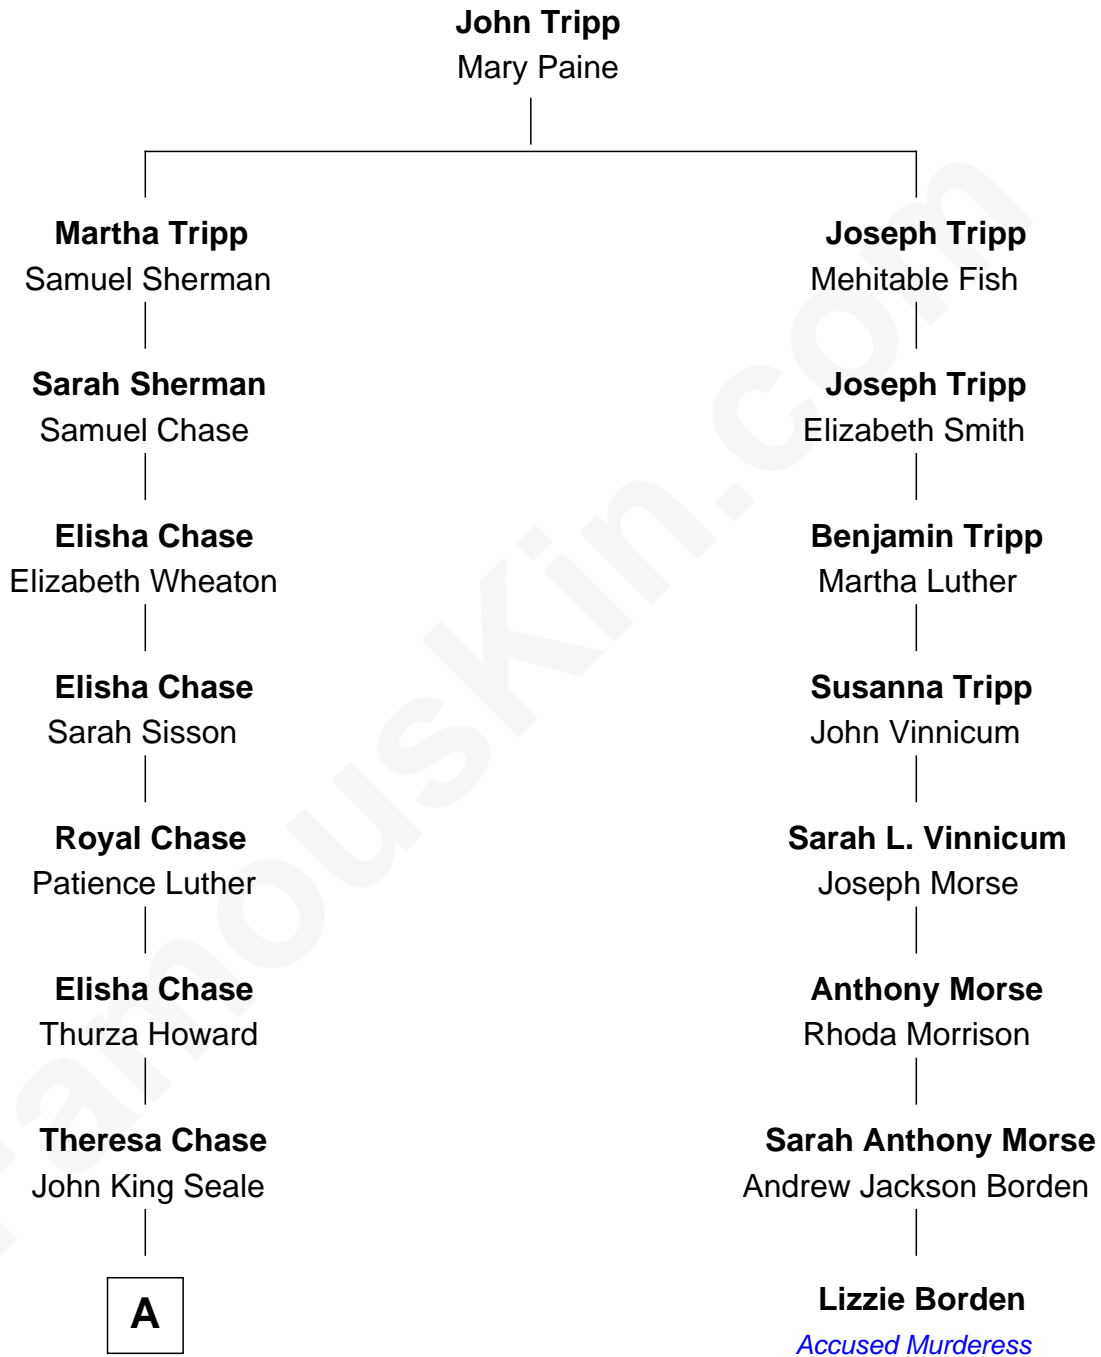 John Tripp
Mary Paine
Martha Tripp
Samuel Sherman
Joseph Tripp
Mehitable Fish
Sarah Sherman
Samuel Chase
Joseph Tripp
Elizabeth Smith
Elisha Chase
Elizabeth Wheaton
Benjamin Tripp
Martha Luther
Elisha Chase
Sarah Sisson
Susanna Tripp
John Vinnicum
Royal Chase
Patience Luther
Sarah L. Vinnicum
Joseph Morse
Elisha Chase
Thurza Howard
Anthony Morse
Rhoda Morrison
Theresa Chase
John King Seale
Sarah Anthony Morse
Andrew Jackson Borden
A
Lizzie Borden
Accused Murderess
FamousKin.com